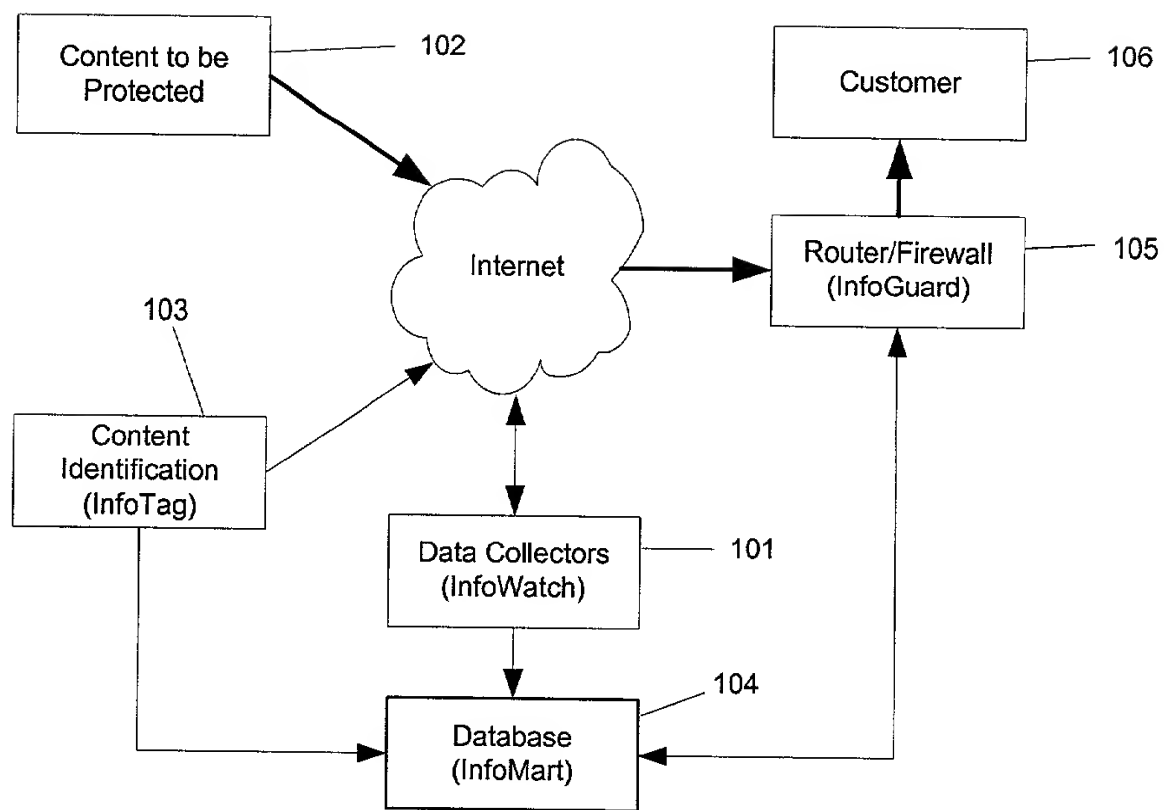 Content to be
Protected
102
Customer
106
Internet
Router/Firewall
(InfoGuard)
105
103
Content
Identification
(InfoTag)
Data Collectors
(InfoWatch)
101
Database
(InfoMart)
104